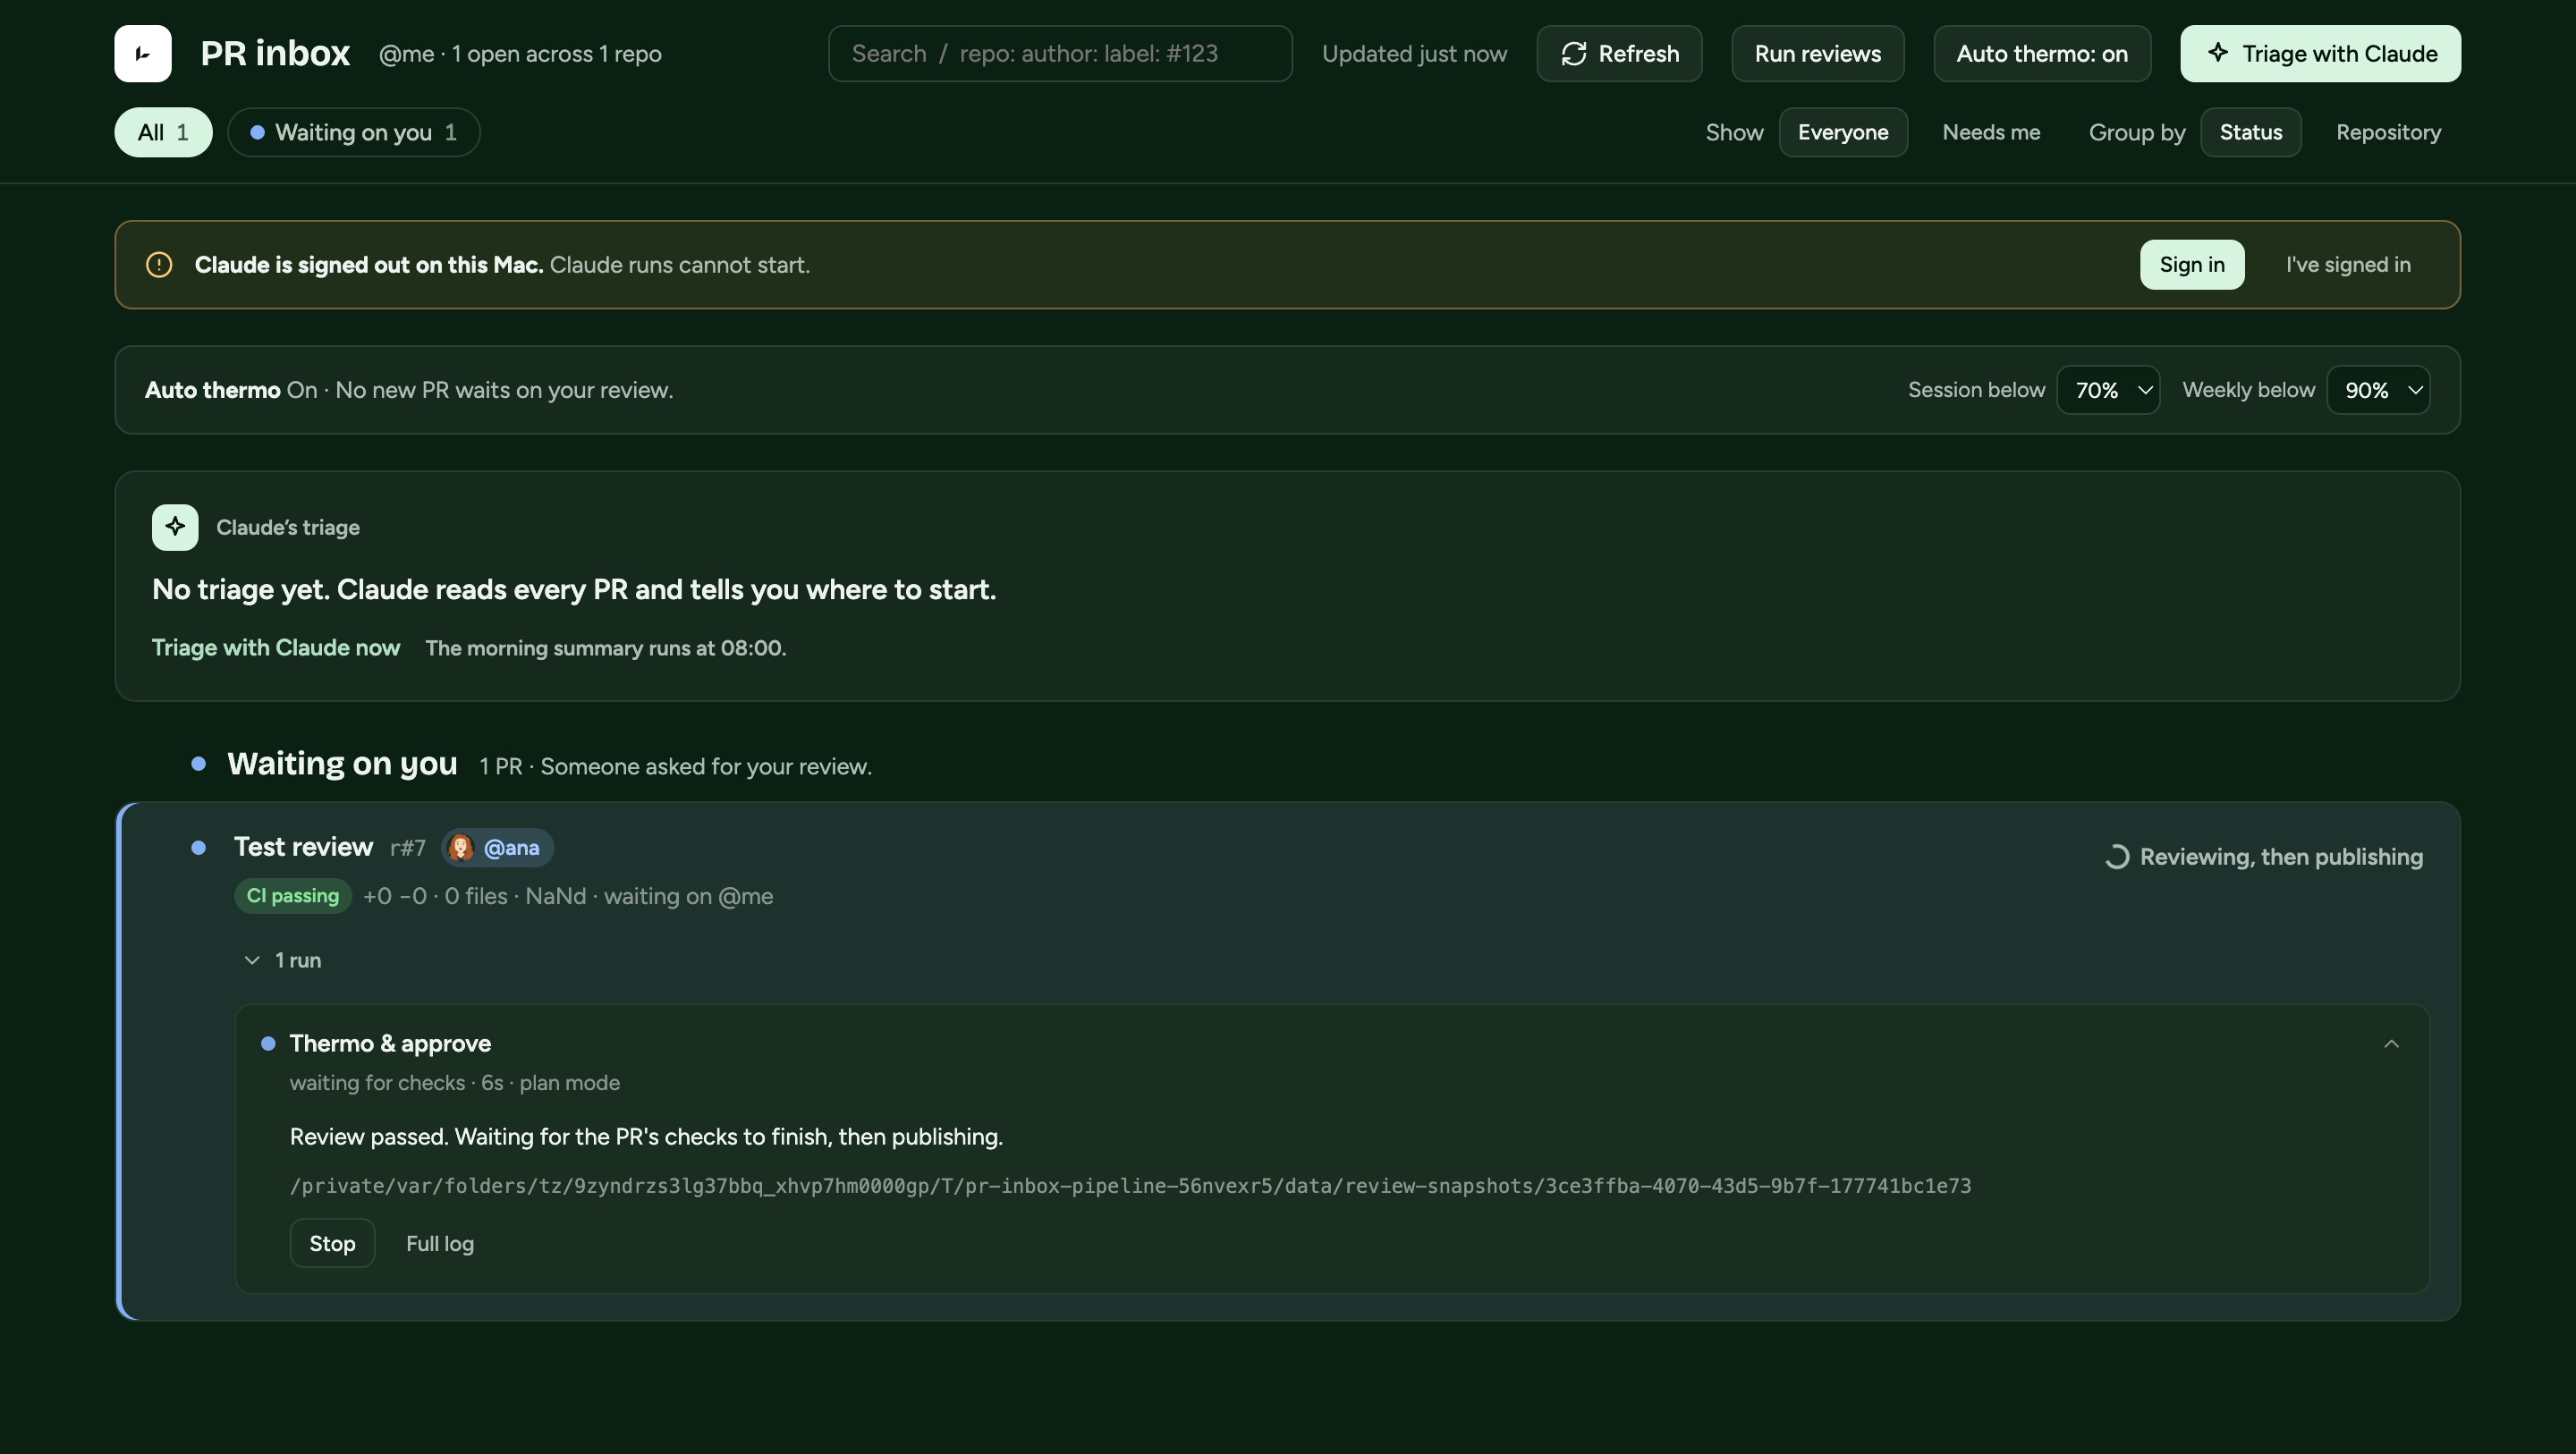 PR inbox @me · 1 open across 1 repo Search / repo: author: label: #123 Updated just now Refresh Run reviews Auto thermo: on Triage with Claude
All 1 Waiting on you 1 Show Everyone Needs me Group by Status Repository
Claude is signed out on this Mac. Claude runs cannot start. Sign in I've signed in
Auto thermo On · No new PR waits on your review. Session below 70% Weekly below 90%
Claude’s triage
No triage yet. Claude reads every PR and tells you where to start.
Triage with Claude now The morning summary runs at 08:00.
Waiting on you 1 PR · Someone asked for your review.
Test review r#7 @ana Reviewing, then publishing
CI passing +0 −0 · 0 files · NaNd · waiting on @me
1 run
Thermo & approve
waiting for checks · 6s · plan mode
Review passed. Waiting for the PR's checks to finish, then publishing.
/private/var/folders/tz/9zyndrzs3lg37bbq_xhvp7hm0000gp/T/pr-inbox-pipeline-56nvexr5/data/review-snapshots/3ce3ffba-4070-43d5-9b7f-177741bc1e73
Stop Full log